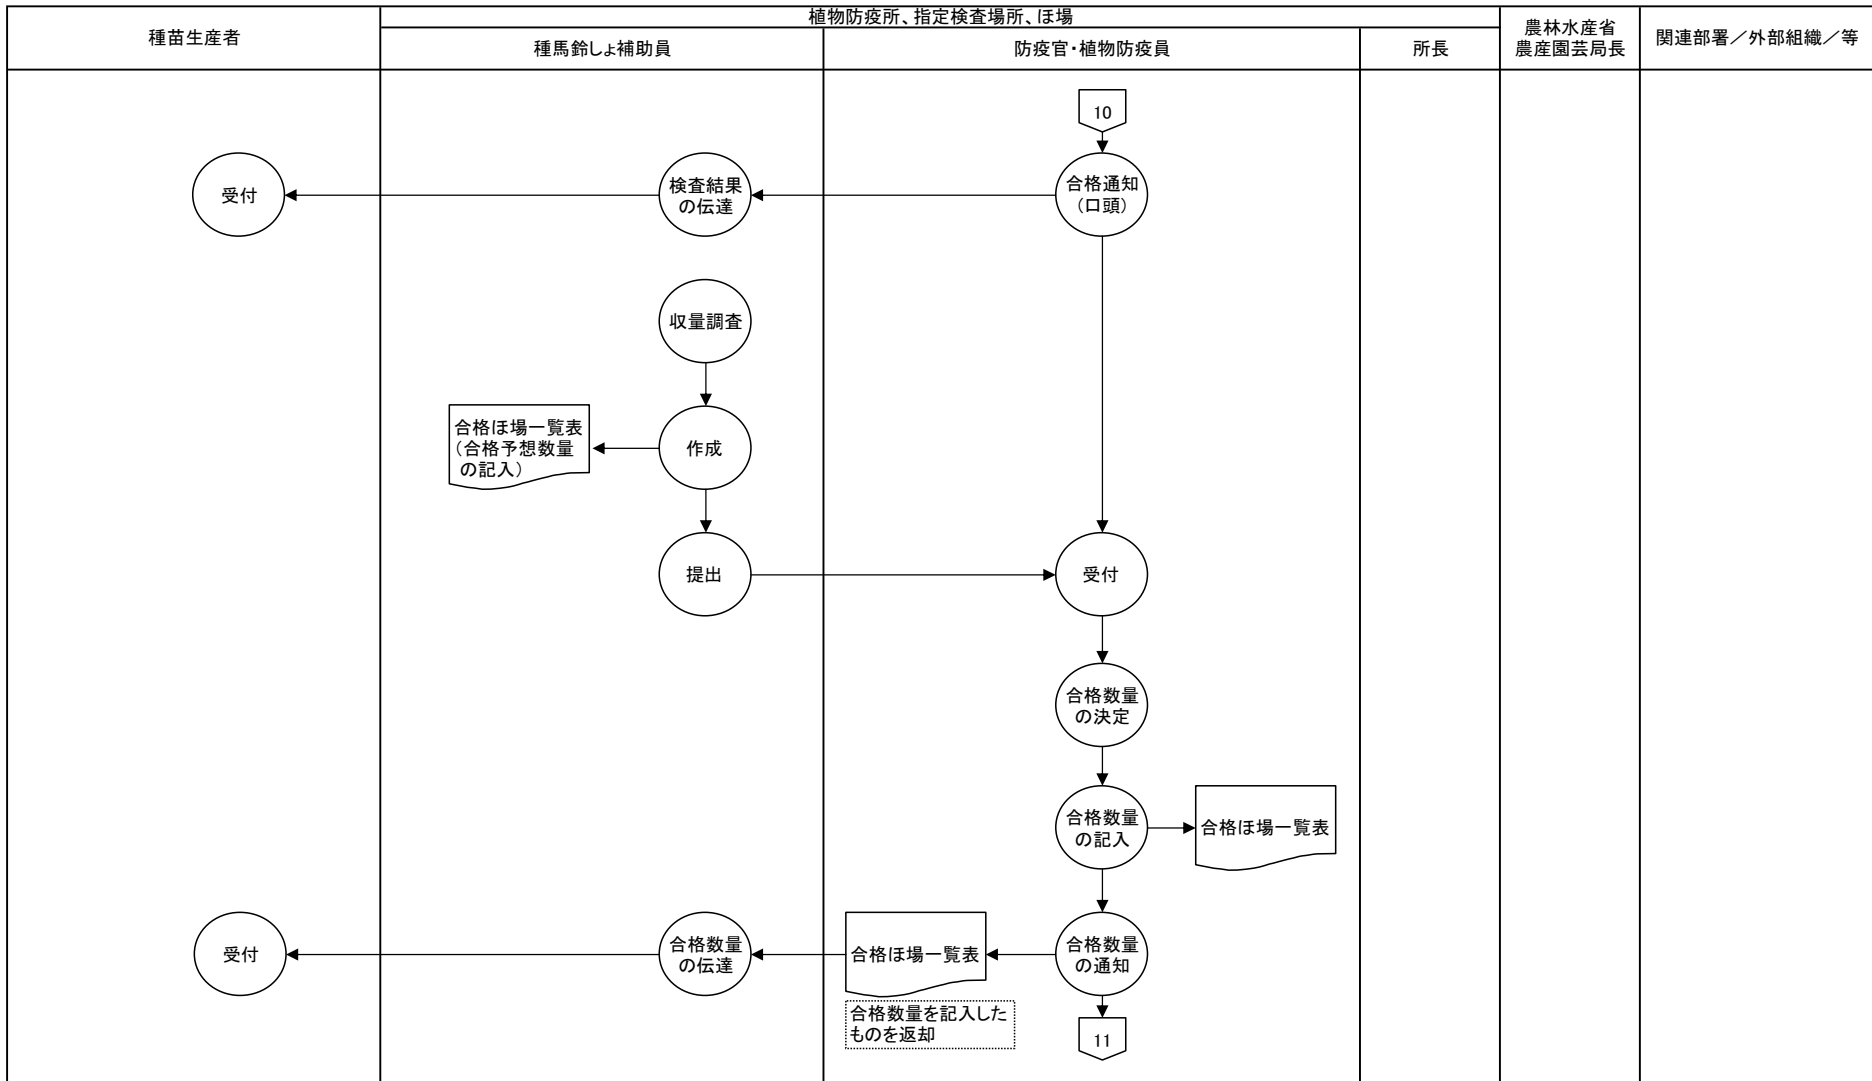 植物防疫所、指定検査場所、ほ場
種苗生産者
種馬鈴しょ補助員
防疫官・植物防疫員
所長
農林水産省
農産園芸局長
関連部署／外部組織／等
10
受付
検査結果
の伝達
合格通知
（口頭）
収量調査
合格ほ場一覧表
（合格予想数量
の記入）
作成
提出
受付
合格数量
の決定
合格数量
の記入
合格ほ場一覧表
受付
合格数量
の伝達
合格ほ場一覧表
合格数量
の通知
合格数量を記入した
ものを返却
11